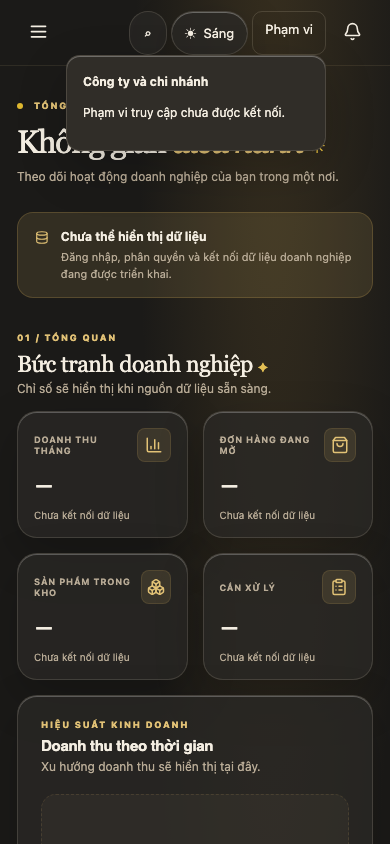 Sáng
Phạm vi
Công ty và chi nhánh
Phạm vi truy cập chưa được kết nối.
TỔNG
Không gian
Theo dõi hoạt động doanh nghiệp của bạn trong một nơi.
Chưa thể hiển thị dữ liệu
Đăng nhập, phân quyền và kết nối dữ liệu doanh nghiệp
đang được triển khai.
01 / TỔNG QUAN
Bức tranh doanh nghiệp
Chỉ số sẽ hiển thị khi nguồn dữ liệu sẵn sàng.
DOANH THU
THÁNG
—
Chưa kết nối dữ liệu
ĐƠN HÀNG ĐANG
MỞ
—
Chưa kết nối dữ liệu
SẢN PHẨM TRONG
KHO
—
Chưa kết nối dữ liệu
CẦN XỬ LÝ
—
Chưa kết nối dữ liệu
HIỆU SUẤT KINH DOANH
Doanh thu theo thời gian
Xu hướng doanh thu sẽ hiển thị tại đây.